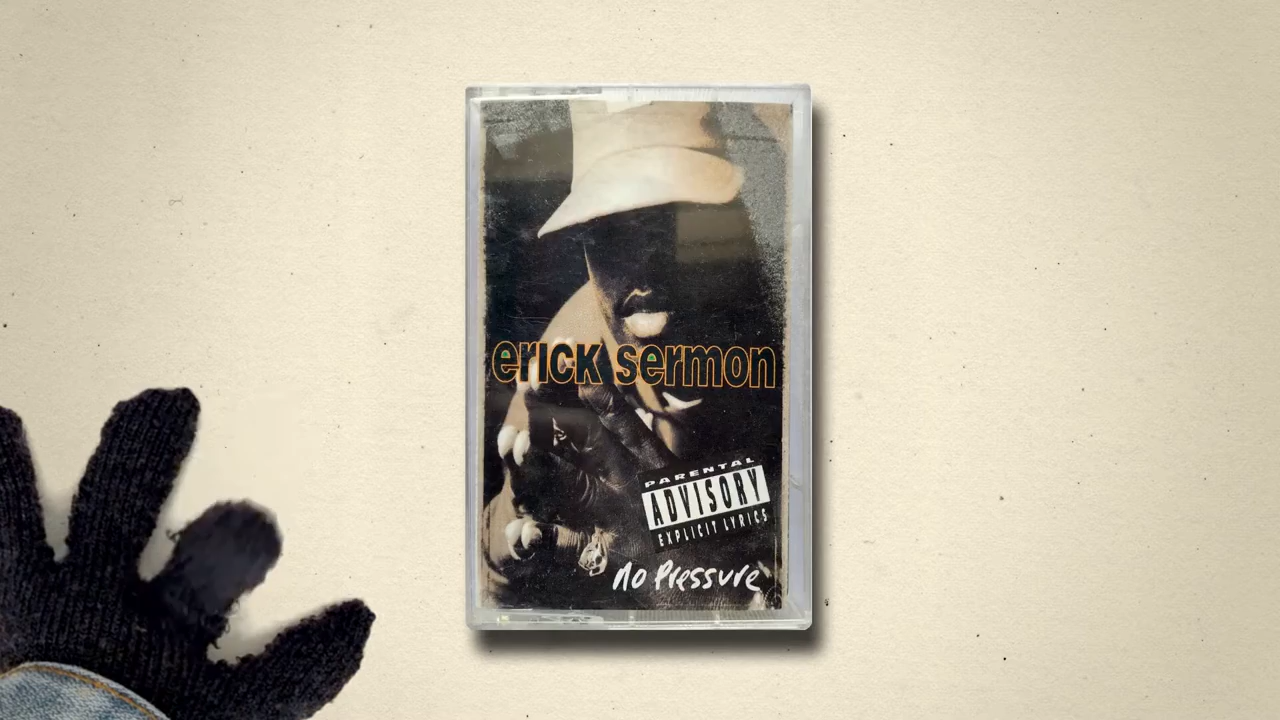 erick sermon
PARENTAL
ADVISORY
EXPLICIT LYRICS
No Pressure